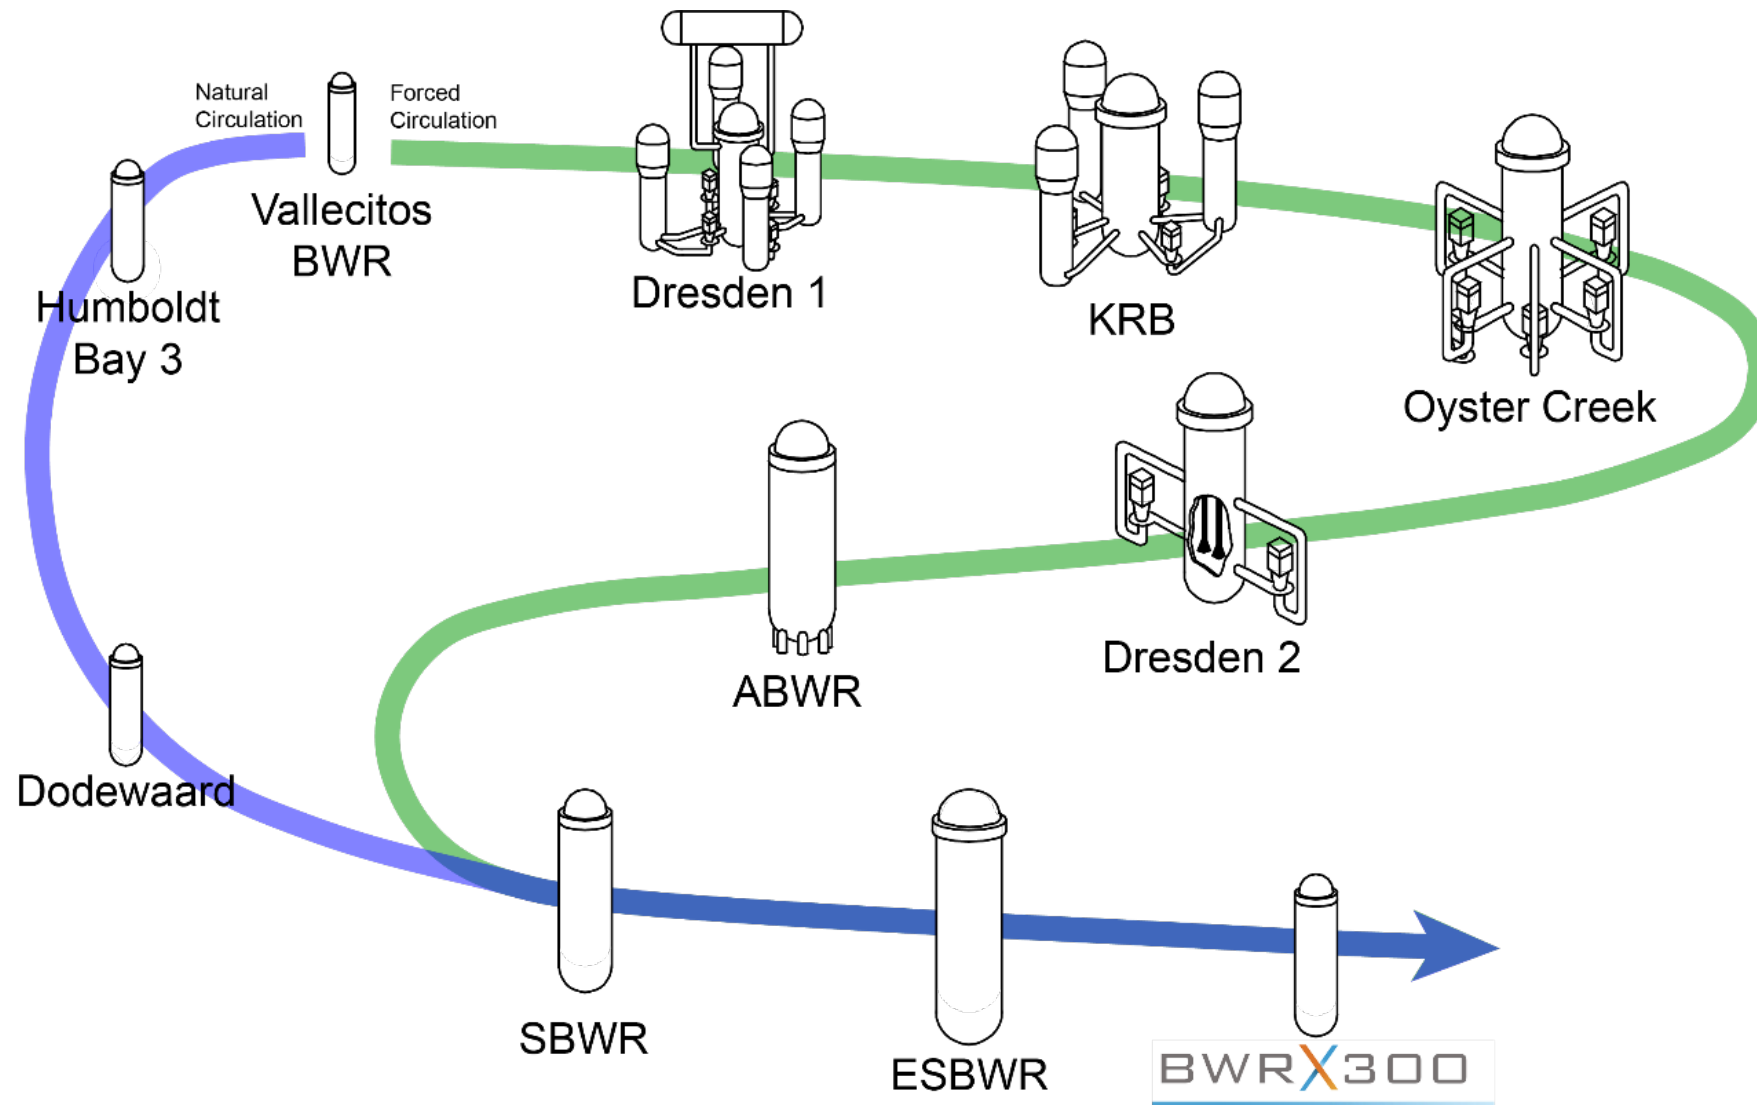 Natural
Circulation
Forced
Circulation
Vallecitos
BWR
Dresden 1
KRB
Oyster Creek
Humboldt
Bay 3
Dresden 2
ABWR
Dodewaard
SBWR
ESBWR
BWRX300